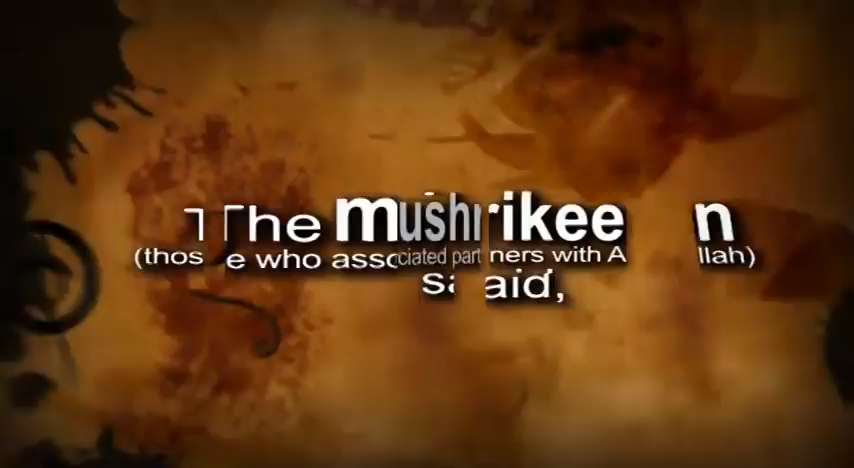 The mushrikeen
(those who associated partners with Allah)
said,